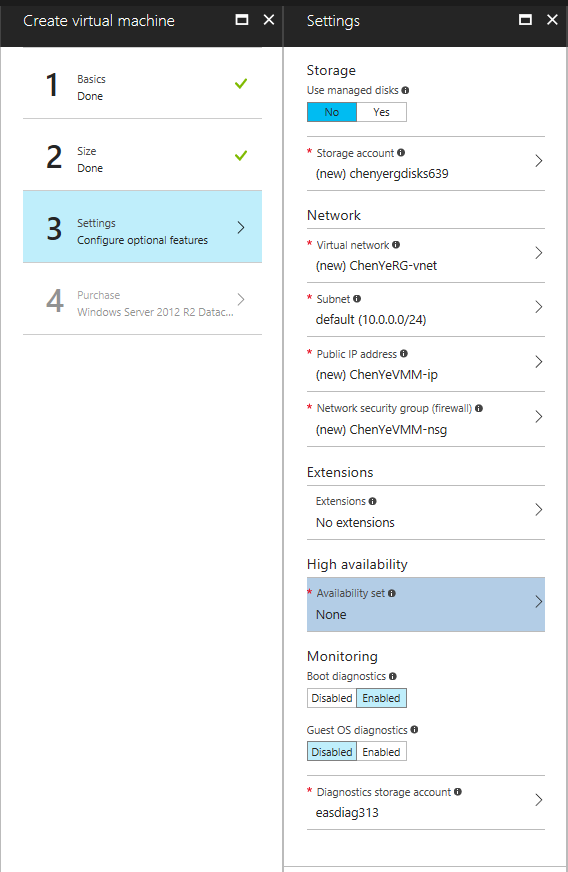 Create virtual machine
1
Basics
Done
2
Size
Done
3
Settings
Configure optional features
4
Purchase
Windows Server 2012 R2 Datac...
Settings
Storage
Use managed disks
No Yes
* Storage account
(new) chenyergdisks639
Network
* Virtual network
(new) ChenYeRG-vnet
* Subnet
default (10.0.0.0/24)
* Public IP address
(new) ChenYeVMM-ip
* Network security group (firewall)
(new) ChenYeVMM-nsg
Extensions
Extensions
No extensions
High availability
* Availability set
None
Monitoring
Boot diagnostics
Disabled Enabled
Guest OS diagnostics
Disabled Enabled
* Diagnostics storage account
easdiag313